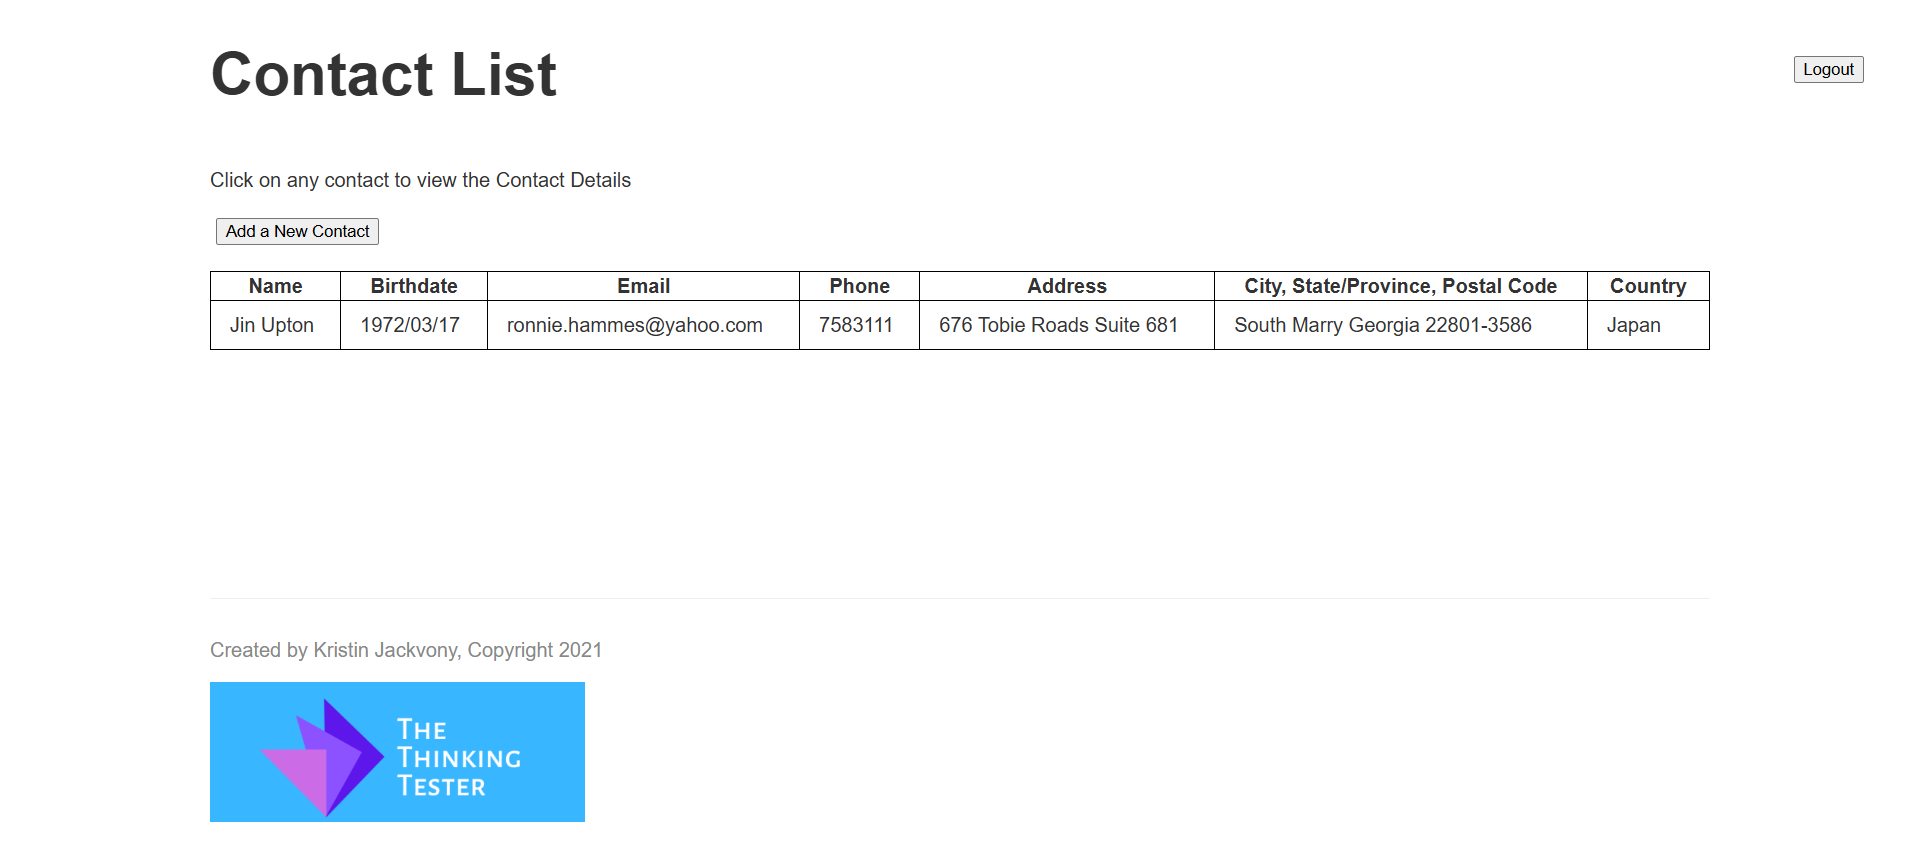 Contact List
Logout
Click on any contact to view the Contact Details
Add a New Contact
Name Birthdate Email Phone Address City, State/Province, Postal Code Country
Jin Upton 1972/03/17 ronnie.hammes@yahoo.com 7583111 676 Tobie Roads Suite 681 South Marry Georgia 22801-3586 Japan
Created by Kristin Jackvony, Copyright 2021
THE
THINKING
TESTER